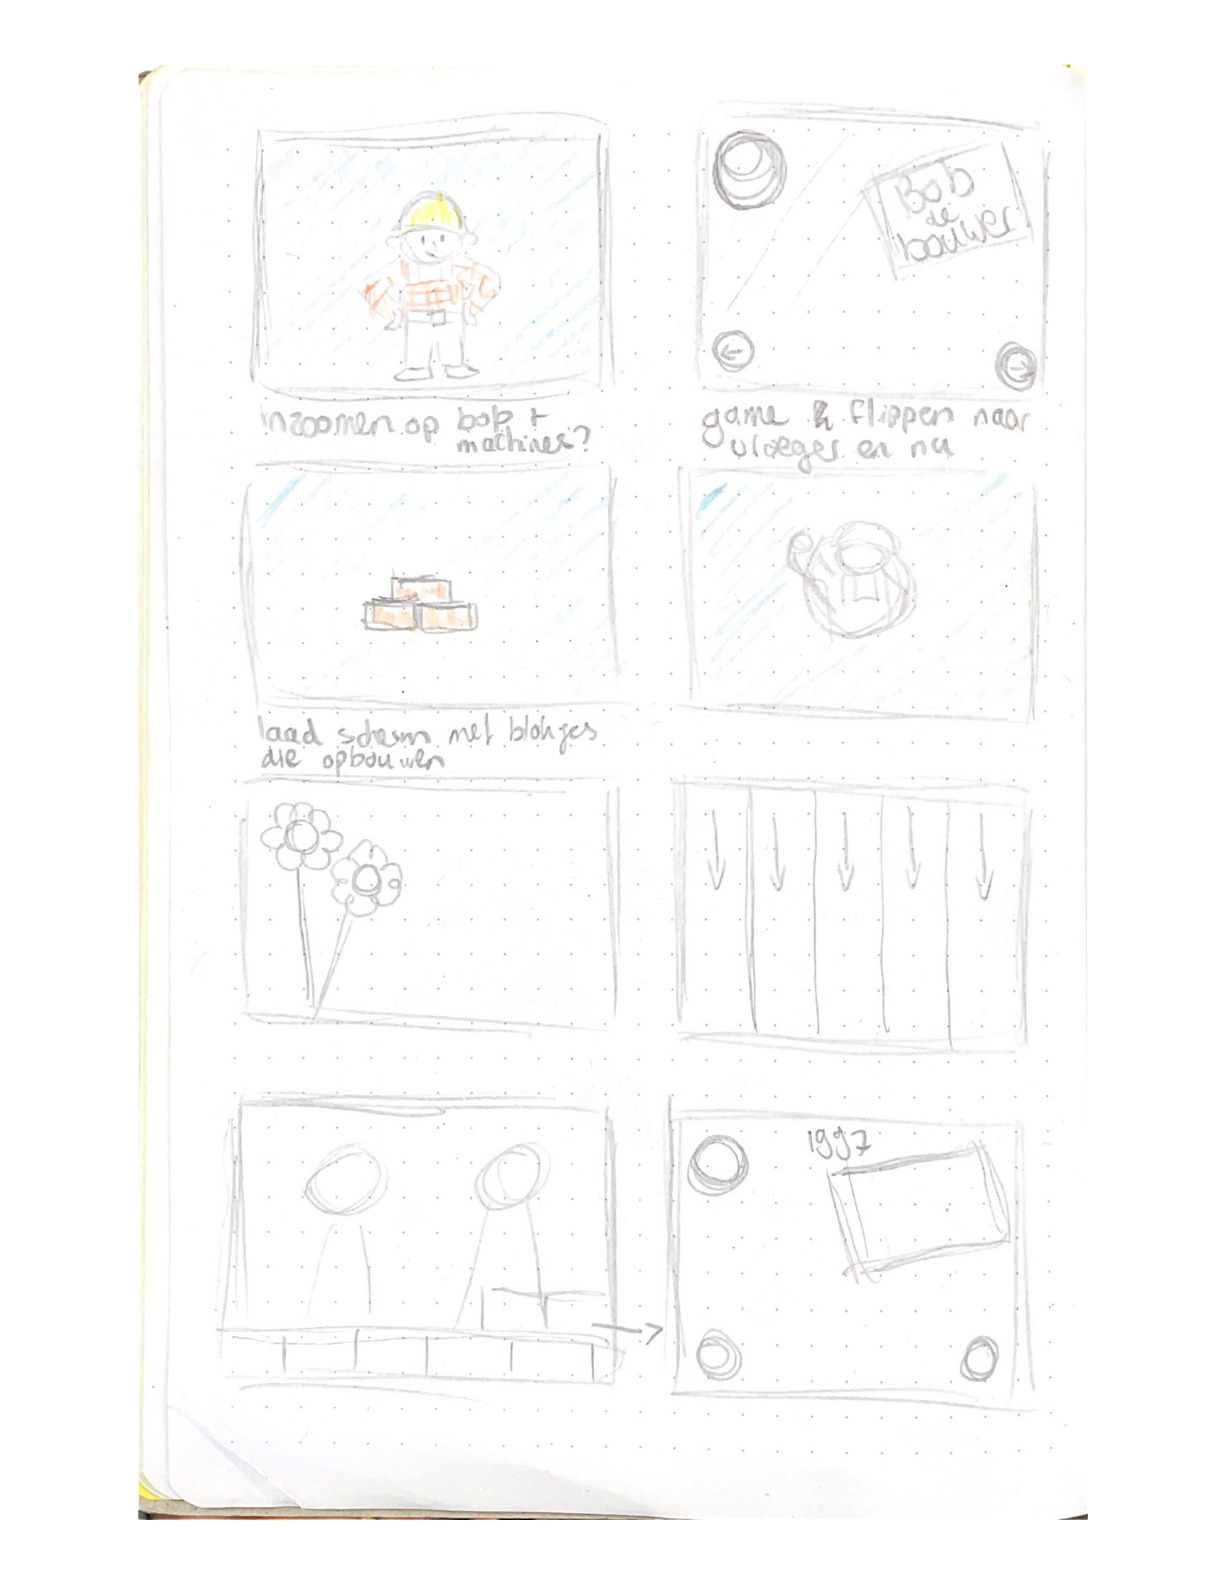 Bob
de
bouwer
inzoomen op bob +
machines?
game & flippen naar
vroeger en nu
laad scherm met blokjes
die opbouwen
1997